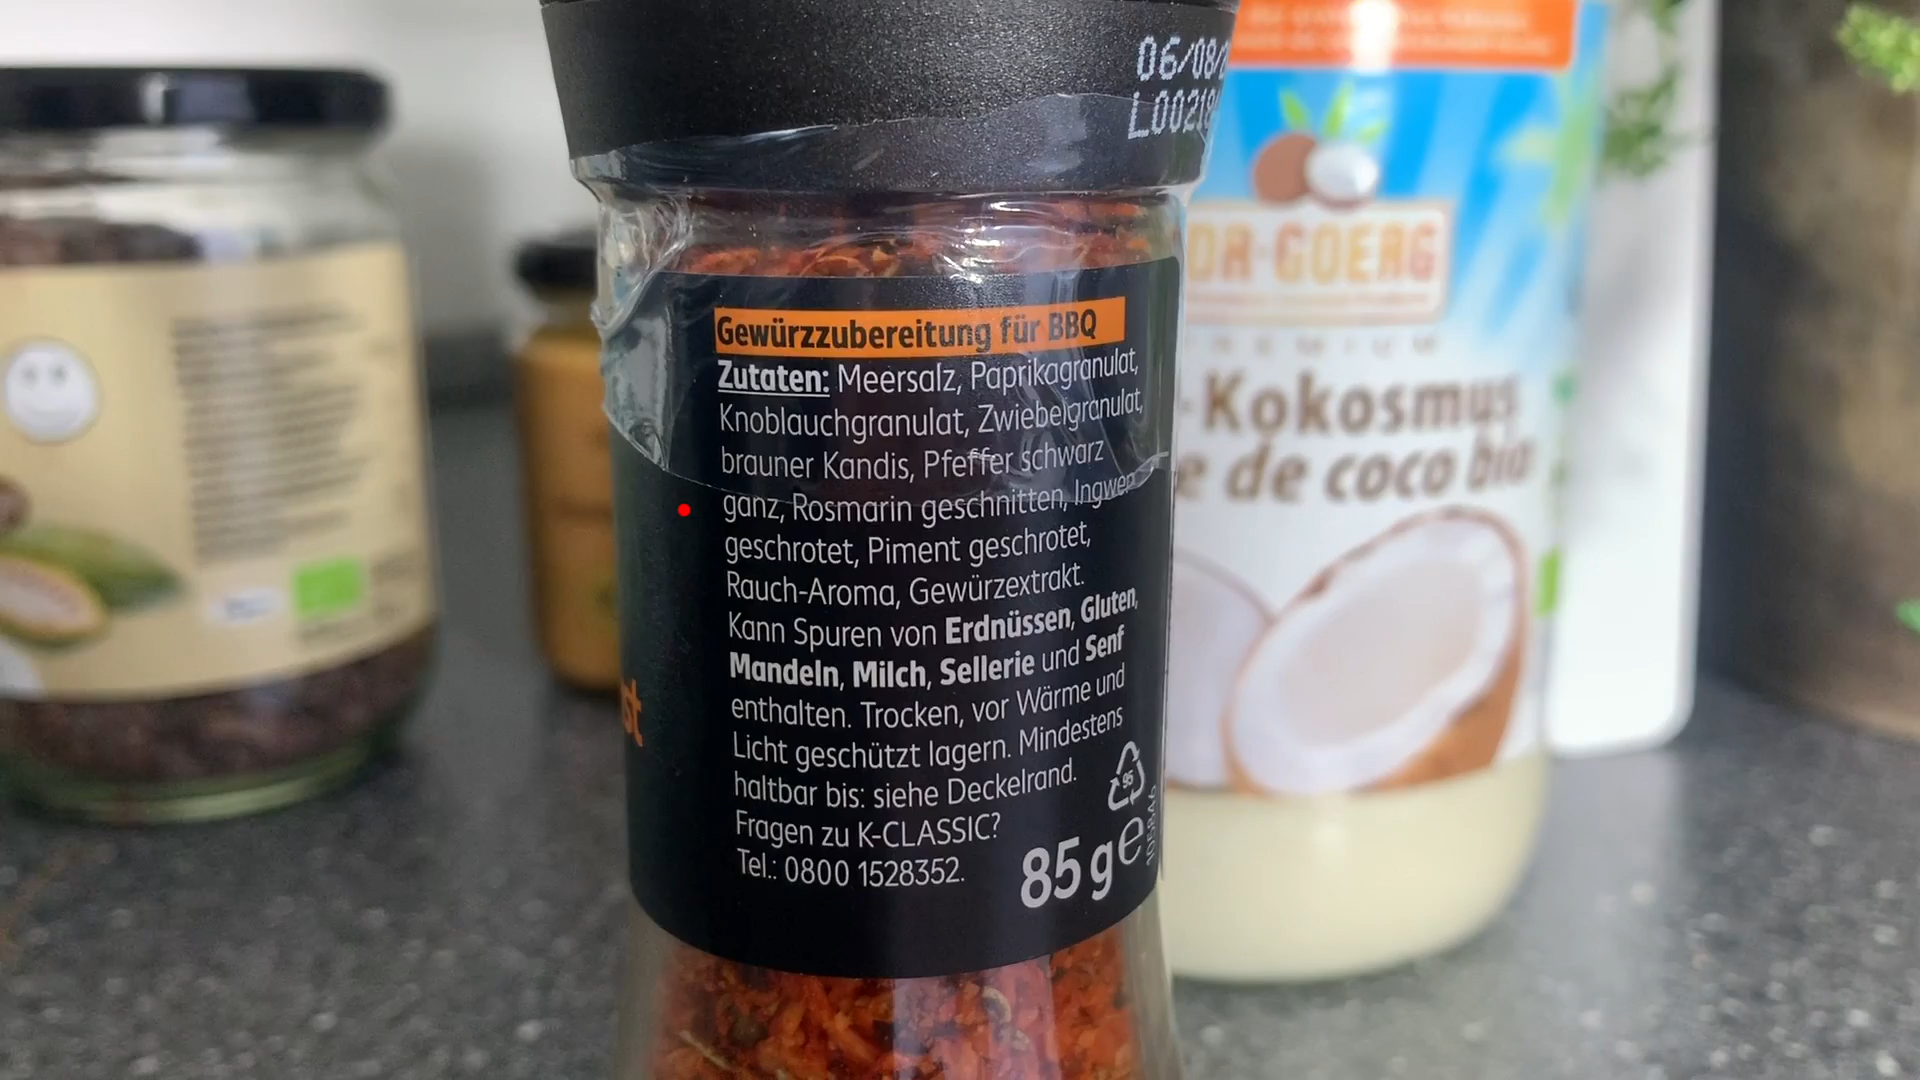 06/08/
L0021
Gewürzzubereitung für BBQ
Zutaten: Meersalz, Paprikagranulat,
Knoblauchgranulat, Zwiebelgranulat,
brauner Kandis, Pfeffer schwarz
ganz, Rosmarin geschnitten, Ingwer
geschrotet, Piment geschrotet,
Rauch-Aroma, Gewürzextrakt.
Kann Spuren von Erdnüssen, Gluten,
Mandeln, Milch, Sellerie und Senf
enthalten. Trocken, vor Wärme und
Licht geschützt lagern. Mindestens
haltbar bis: siehe Deckelrand.
Fragen zu K-CLASSIC?
Tel.: 0800 1528352.
95
85 g e
DR·GOERG
PREMIUM
-Kokosmus
e de coco bio